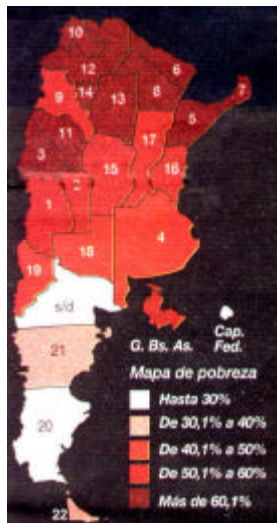 10
12
6
9
14
13
8
7
11
5
3
17
2
15
16
1
18
4
19
s/d
21
G. Bs. As.
Cap.
Fed.
Mapa de pobreza
Hasta 30%
De 30,1% a 40%
De 40,1% a 50%
De 50,1% a 60%
Más de 60,1%
20
22